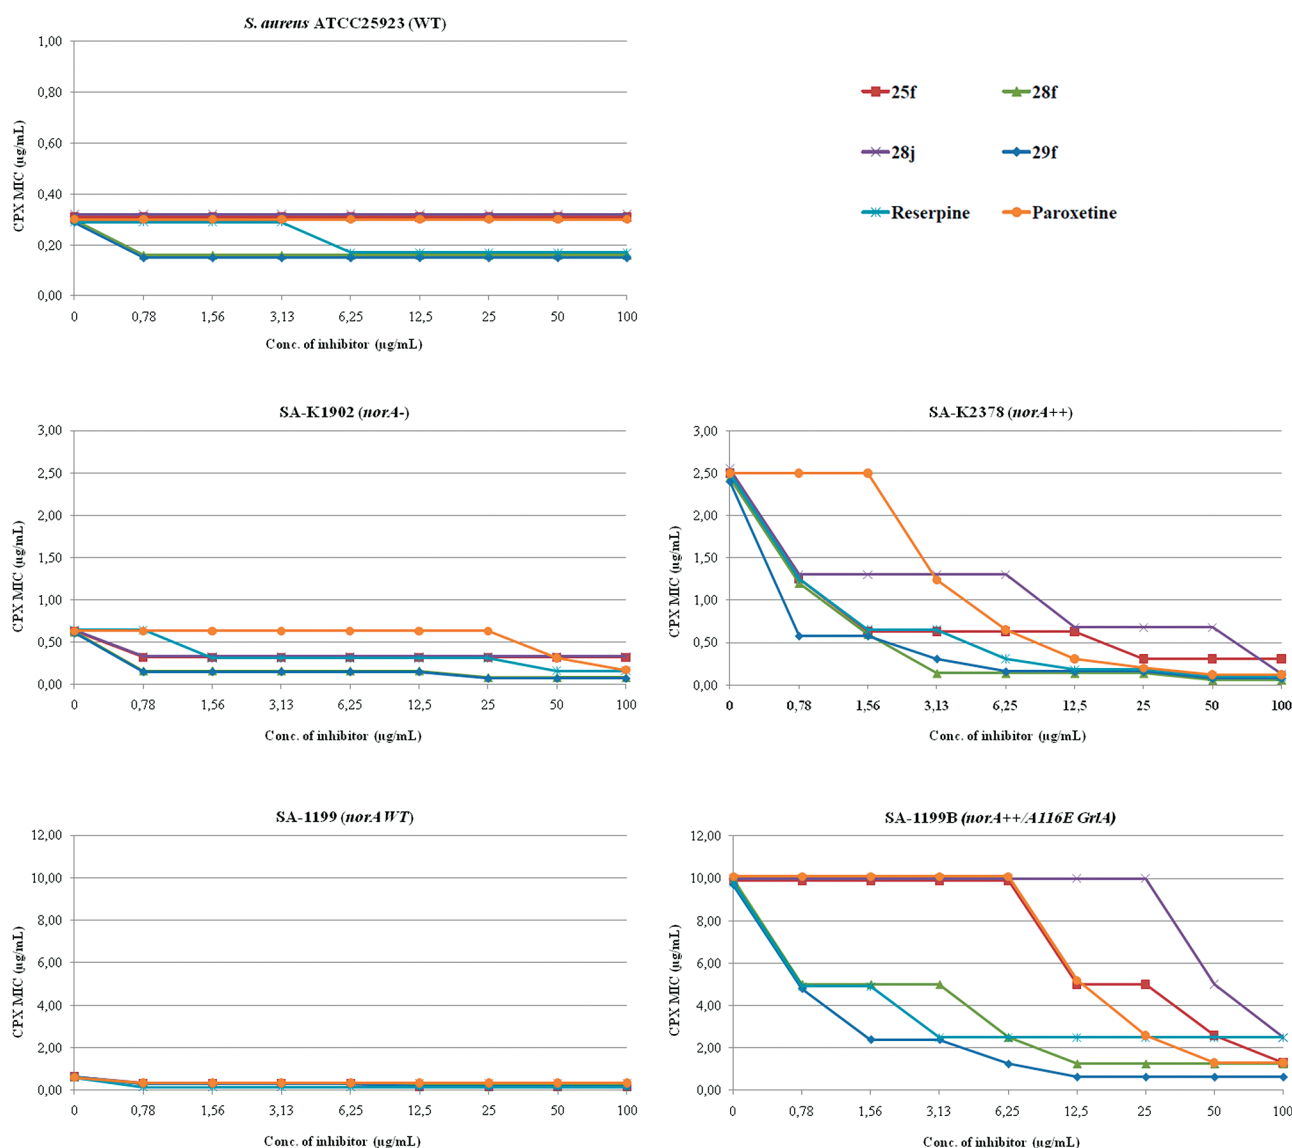 S. aureus ATCC25923 (WT)
1,00
0,80
0,60
0,40
0,20
0,00
CPX MIC (µg/mL)
0 0,78 1,56 3,13 6,25 12,5 25 50 100
Conc. of inhibitor (µg/mL)
25f 28f
28j 29f
Reserpine Paroxetine
SA-K1902 (norA-)
3,00
2,50
2,00
1,50
1,00
0,50
0,00
CPX MIC (µg/mL)
0 0,78 1,56 3,13 6,25 12,5 25 50 100
Conc. of inhibitor (µg/mL)
SA-K2378 (norA++)
3,00
2,50
2,00
1,50
1,00
0,50
0,00
CPX MIC (µg/mL)
0 0,78 1,56 3,13 6,25 12,5 25 50 100
Conc. of inhibitor (µg/mL)
SA-1199 (norA WT)
12,00
10,00
8,00
6,00
4,00
2,00
0,00
CPX MIC (µg/mL)
0 0,78 1,56 3,13 6,25 12,5 25 50 100
Conc. of inhibitor (µg/mL)
SA-1199B (norA++/A116E GrlA)
12,00
10,00
8,00
6,00
4,00
2,00
0,00
CPX MIC (µg/mL)
0 0,78 1,56 3,13 6,25 12,5 25 50 100
Conc. of inhibitor (µg/mL)